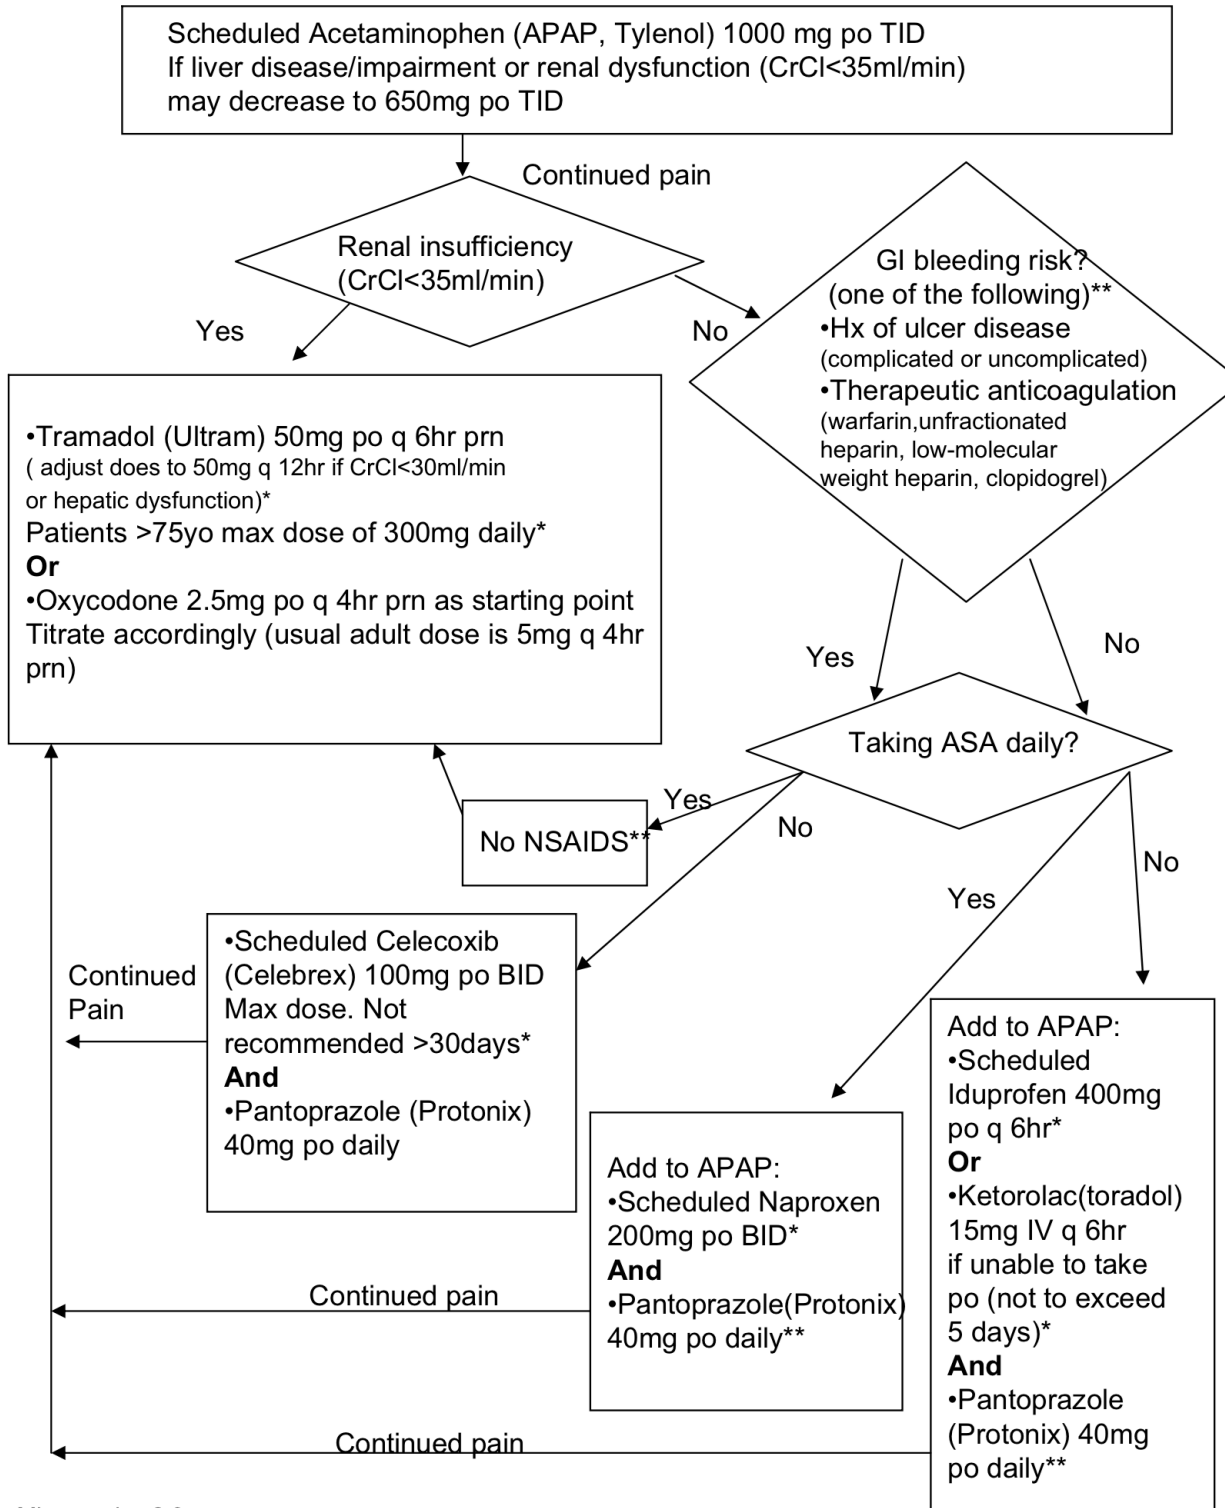 Scheduled Acetaminophen (APAP, Tylenol) 1000 mg po TID
If liver disease/impairment or renal dysfunction (CrCl<35ml/min)
may decrease to 650mg po TID
Continued pain
Renal insufficiency
(CrCl<35ml/min)
Yes
No
GI bleeding risk?
(one of the following)**
•Hx of ulcer disease
(complicated or uncomplicated)
•Therapeutic anticoagulation
(warfarin,unfractionated
heparin, low-molecular
weight heparin, clopidogrel)
•Tramadol (Ultram) 50mg po q 6hr prn
( adjust does to 50mg q 12hr if CrCl<30ml/min
or hepatic dysfunction)*
Patients >75yo max dose of 300mg daily*
Or
•Oxycodone 2.5mg po q 4hr prn as starting point
Titrate accordingly (usual adult dose is 5mg q 4hr
prn)
Yes
No
Taking ASA daily?
Yes
No
No NSAIDS**
Yes
No
•Scheduled Celecoxib
(Celebrex) 100mg po BID
Max dose. Not
recommended >30days*
And
•Pantoprazole (Protonix)
40mg po daily
Continued
Pain
Add to APAP:
•Scheduled Naproxen
200mg po BID*
And
•Pantoprazole(Protonix)
40mg po daily**
Continued pain
Add to APAP:
•Scheduled
Iduprofen 400mg
po q 6hr*
Or
•Ketorolac(toradol)
15mg IV q 6hr
if unable to take
po (not to exceed
5 days)*
And
•Pantoprazole
(Protonix) 40mg
po daily**
Continued pain